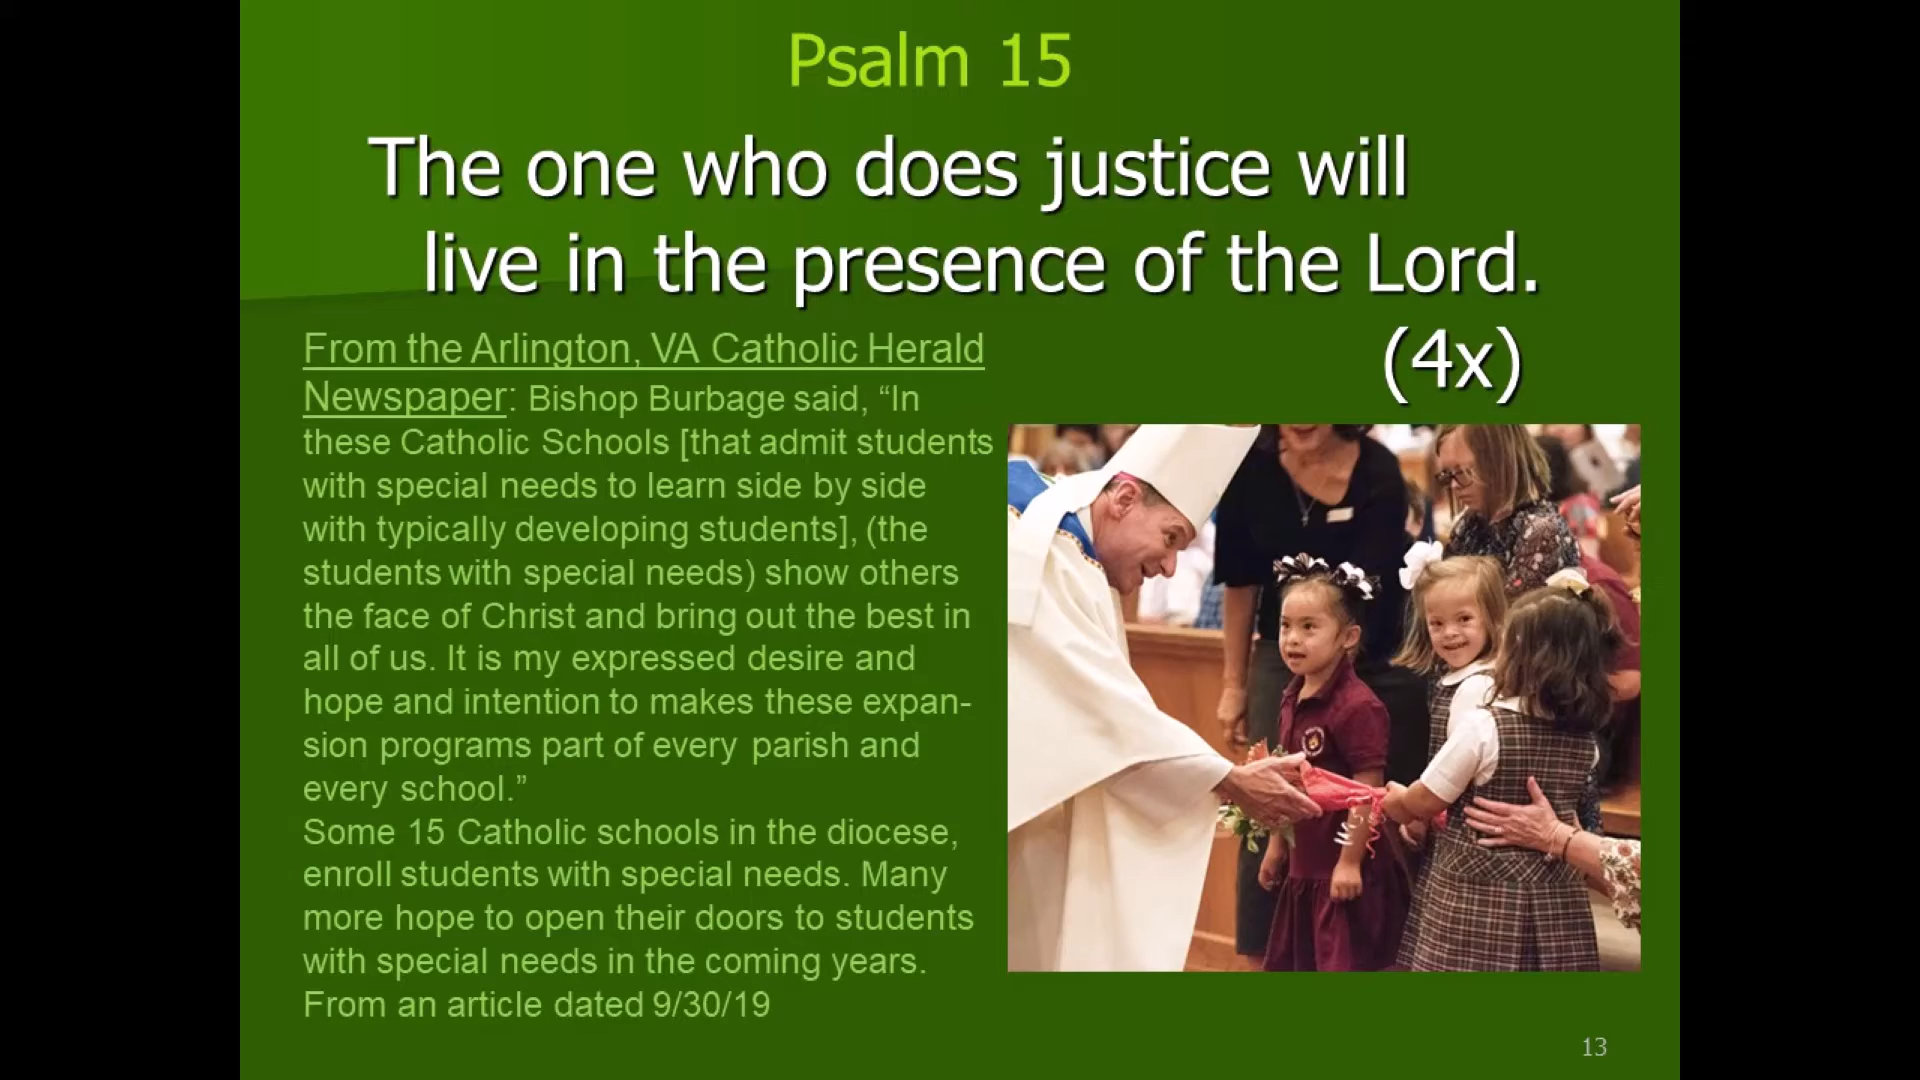 Psalm 15
The one who does justice will
live in the presence of the Lord.
(4x)
From the Arlington, VA Catholic Herald
Newspaper: Bishop Burbage said, “In
these Catholic Schools [that admit students
with special needs to learn side by side
with typically developing students], (the
students with special needs) show others
the face of Christ and bring out the best in
all of us. It is my expressed desire and
hope and intention to makes these expan-
sion programs part of every parish and
every school.”
Some 15 Catholic schools in the diocese,
enroll students with special needs. Many
more hope to open their doors to students
with special needs in the coming years.
From an article dated 9/30/19
13